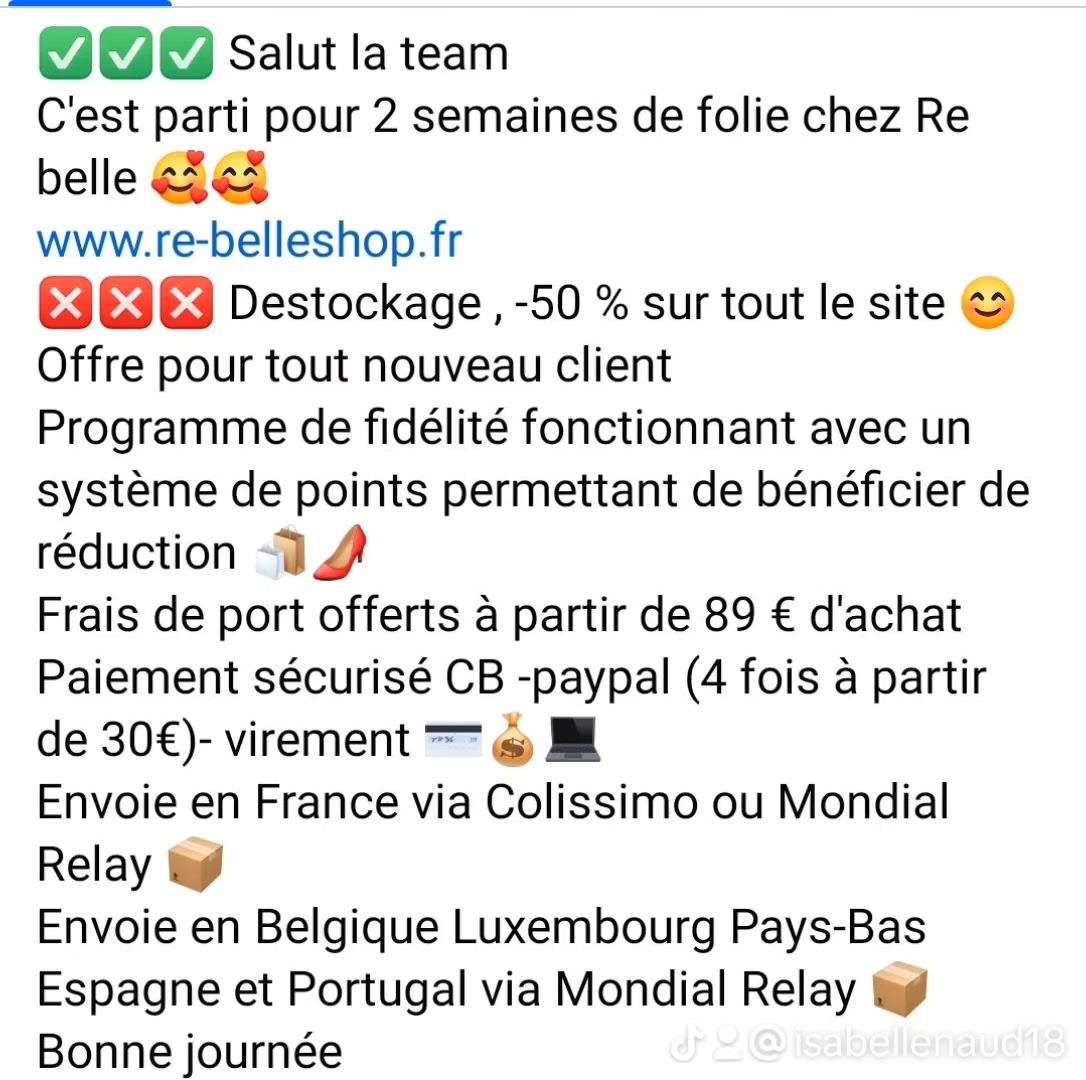 ✅✅✅ Salut la team
C'est parti pour 2 semaines de folie chez Re
belle 🥰🥰
www.re-belleshop.fr
❌❌❌ Destockage , -50 % sur tout le site 😊
Offre pour tout nouveau client
Programme de fidélité fonctionnant avec un
système de points permettant de bénéficier de
réduction 🛍️👠
Frais de port offerts à partir de 89 € d'achat
Paiement sécurisé CB -paypal (4 fois à partir
de 30€)- virement 💳💰💻
Envoie en France via Colissimo ou Mondial
Relay 📦
Envoie en Belgique Luxembourg Pays-Bas
Espagne et Portugal via Mondial Relay 📦
Bonne journée
@isabellenaud18